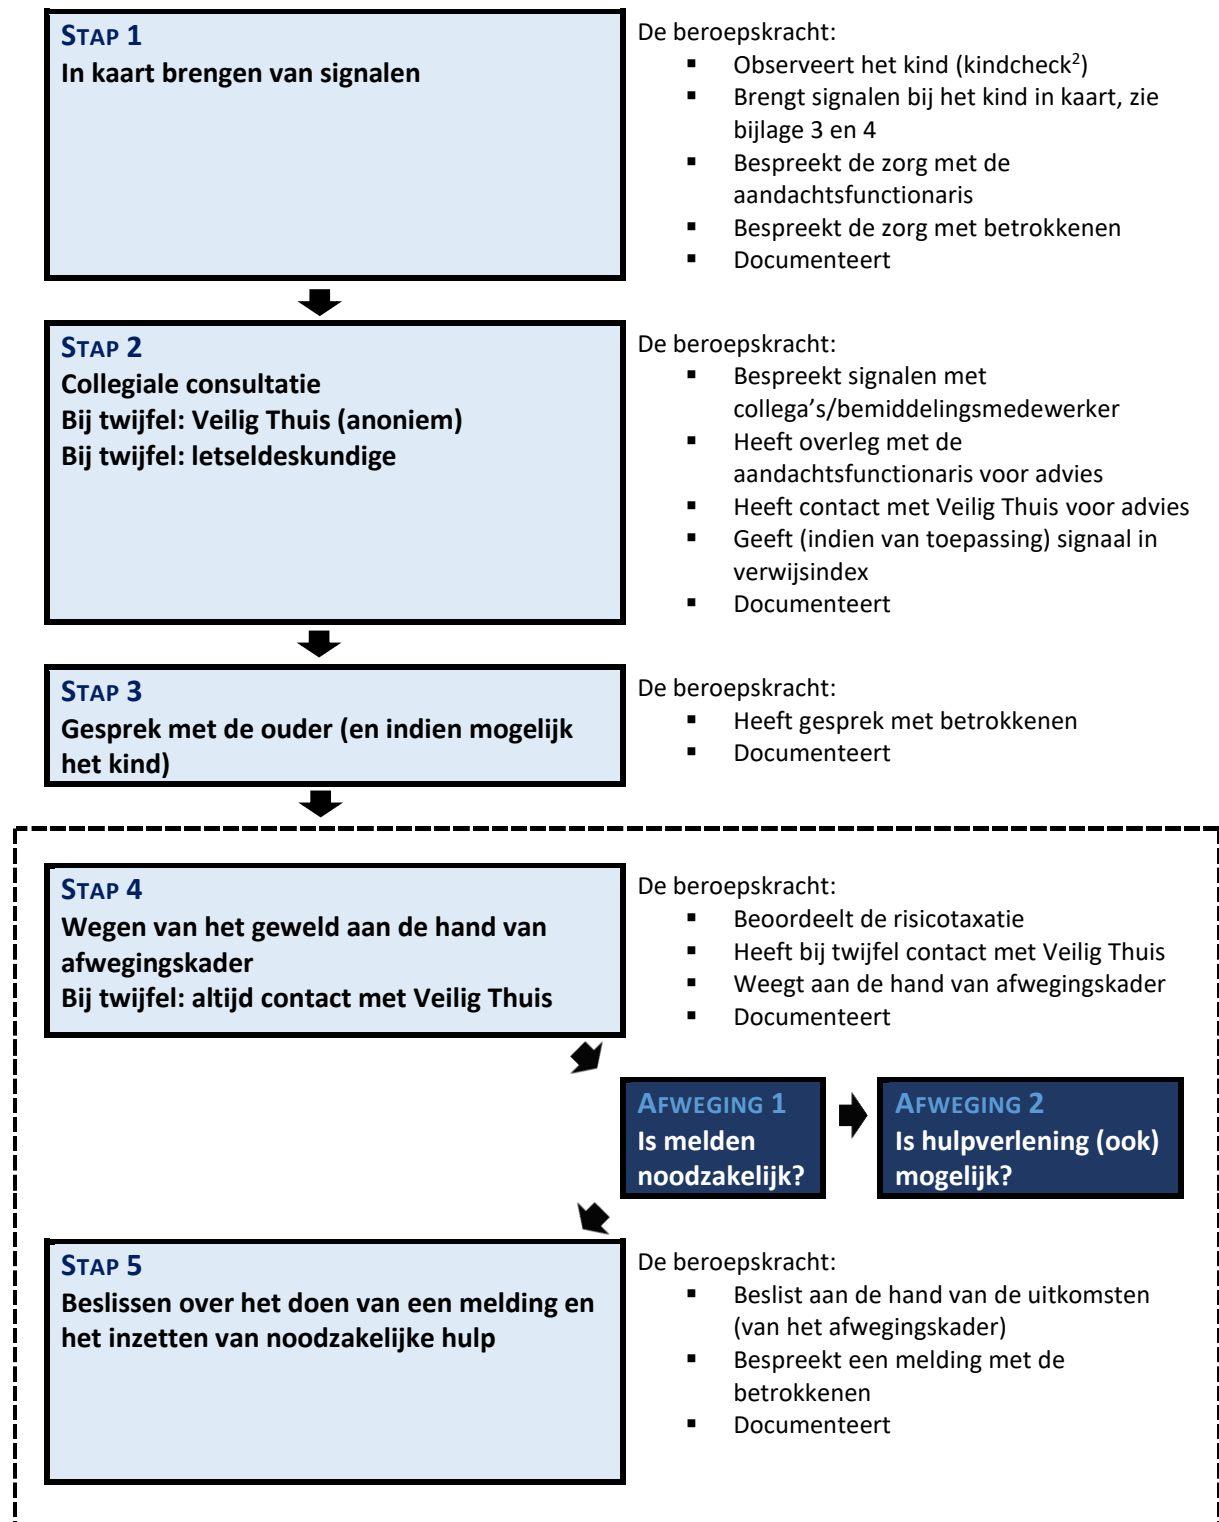 STAP 1
In kaart brengen van signalen
De beroepskracht:
▪ Observeert het kind (kindcheck²)
▪ Brengt signalen bij het kind in kaart, zie
bijlage 3 en 4
▪ Bespreekt de zorg met de
aandachtsfunctionaris
▪ Bespreekt de zorg met betrokkenen
▪ Documenteert
STAP 2
Collegiale consultatie
Bij twijfel: Veilig Thuis (anoniem)
Bij twijfel: letseldeskundige
De beroepskracht:
▪ Bespreekt signalen met
collega’s/bemiddelingsmedewerker
▪ Heeft overleg met de
aandachtsfunctionaris voor advies
▪ Heeft contact met Veilig Thuis voor advies
▪ Geeft (indien van toepassing) signaal in
verwijsindex
▪ Documenteert
STAP 3
Gesprek met de ouder (en indien mogelijk
het kind)
De beroepskracht:
▪ Heeft gesprek met betrokkenen
▪ Documenteert
STAP 4
Wegen van het geweld aan de hand van
afwegingskader
Bij twijfel: altijd contact met Veilig Thuis
De beroepskracht:
▪ Beoordeelt de risicotaxatie
▪ Heeft bij twijfel contact met Veilig Thuis
▪ Weegt aan de hand van afwegingskader
▪ Documenteert
AFWEGING 1
Is melden
noodzakelijk?
AFWEGING 2
Is hulpverlening (ook)
mogelijk?
STAP 5
Beslissen over het doen van een melding en
het inzetten van noodzakelijke hulp
De beroepskracht:
▪ Beslist aan de hand van de uitkomsten
(van het afwegingskader)
▪ Bespreekt een melding met de
betrokkenen
▪ Documenteert